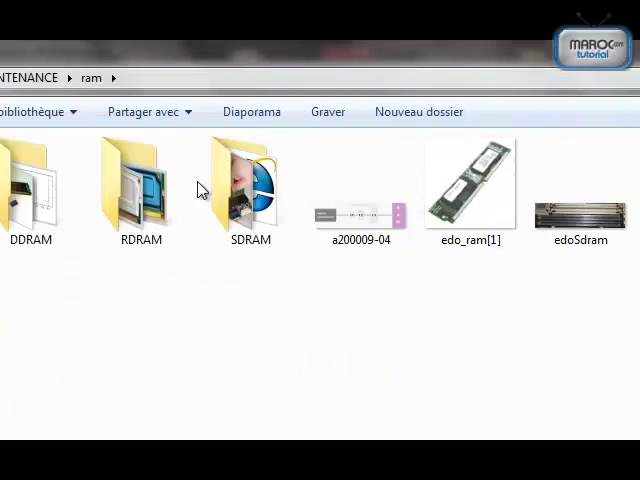 MAROC.com
tutorial
NTENANCE ▸ ram ▸
bibliothèque ▾ Partager avec ▾ Diaporama Graver Nouveau dossier
DDRAM RDRAM SDRAM a200009-04 edo_ram[1] edoSdram